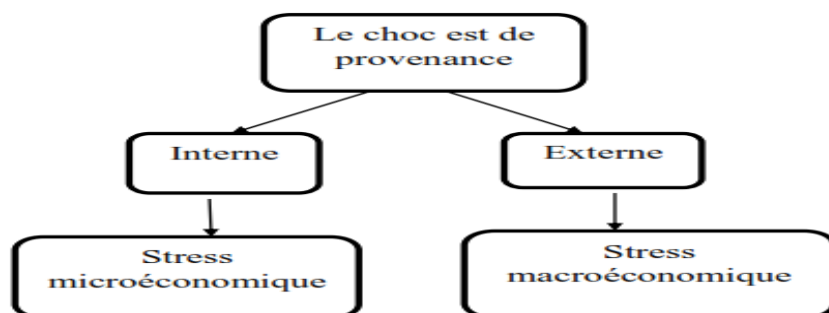 Le choc est de
provenance
Interne
Externe
Stress
microéconomique
Stress
macroéconomique